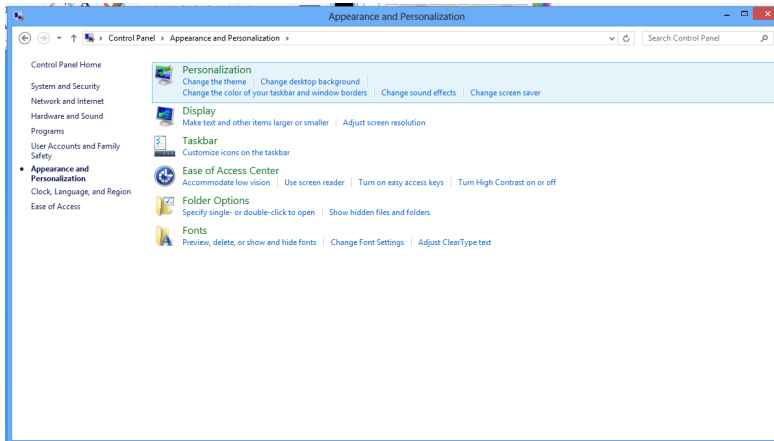 Appearance and Personalization
Control Panel Appearance and Personalization
Search Control Panel
Control Panel Home
System and Security
Network and Internet
Hardware and Sound
Programs
User Accounts and Family
Safety
Appearance and
Personalization
Clock, Language, and Region
Ease of Access
Personalization
Change the theme Change desktop background
Change the color of your taskbar and window borders Change sound effects Change screen saver
Display
Make text and other items larger or smaller Adjust screen resolution
Taskbar
Customize icons on the taskbar
Ease of Access Center
Accommodate low vision Use screen reader Turn on easy access keys Turn High Contrast on or off
Folder Options
Specify single- or double-click to open Show hidden files and folders
Fonts
Preview, delete, or show and hide fonts Change Font Settings Adjust ClearType text